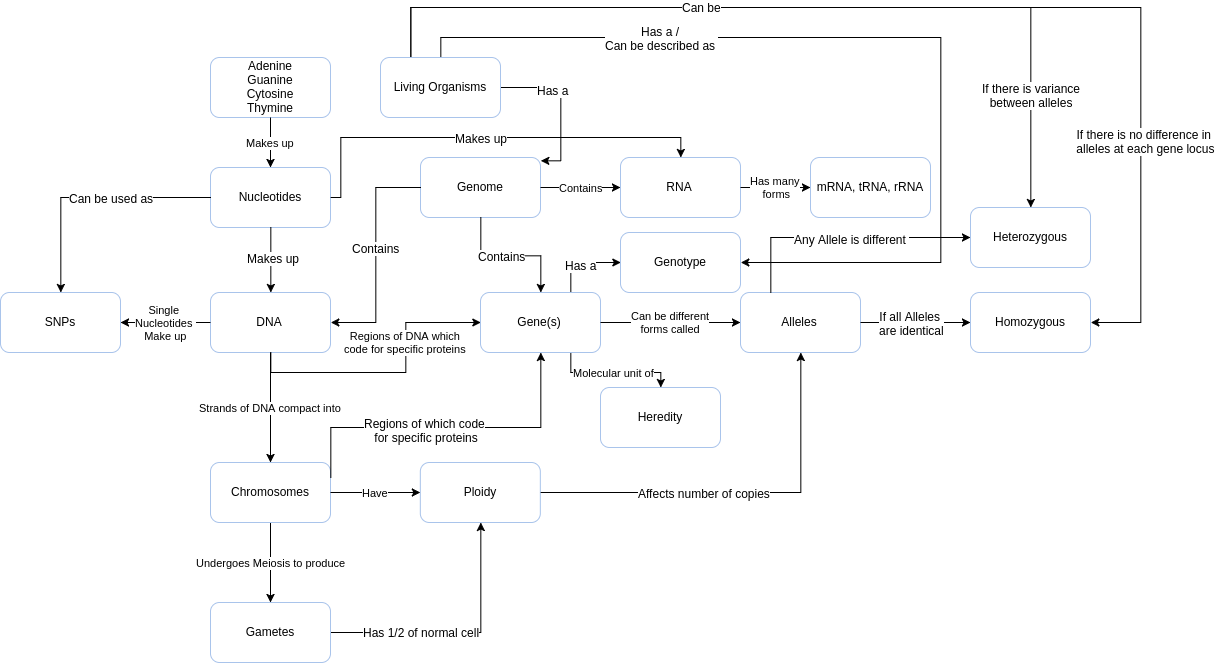 Can be
Has a /
Can be described as
Adenine
Guanine
Cytosine
Thymine
Living Organisms
Has a
If there is variance
between alleles
Makes up
Makes up
If there is no difference in
alleles at each gene locus
Nucleotides
Genome
Contains
RNA
Has many
forms
mRNA, tRNA, rRNA
Can be used as
Heterozygous
Any Allele is different
Contains
Makes up
Contains
Has a
Genotype
SNPs
Single
Nucleotides
Make up
DNA
Regions of DNA which
code for specific proteins
Gene(s)
Can be different
forms called
Alleles
If all Alleles
are identical
Homozygous
Molecular unit of
Heredity
Strands of DNA compact into
Regions of which code
for specific proteins
Chromosomes
Have
Ploidy
Affects number of copies
Undergoes Meiosis to produce
Gametes
Has 1/2 of normal cell